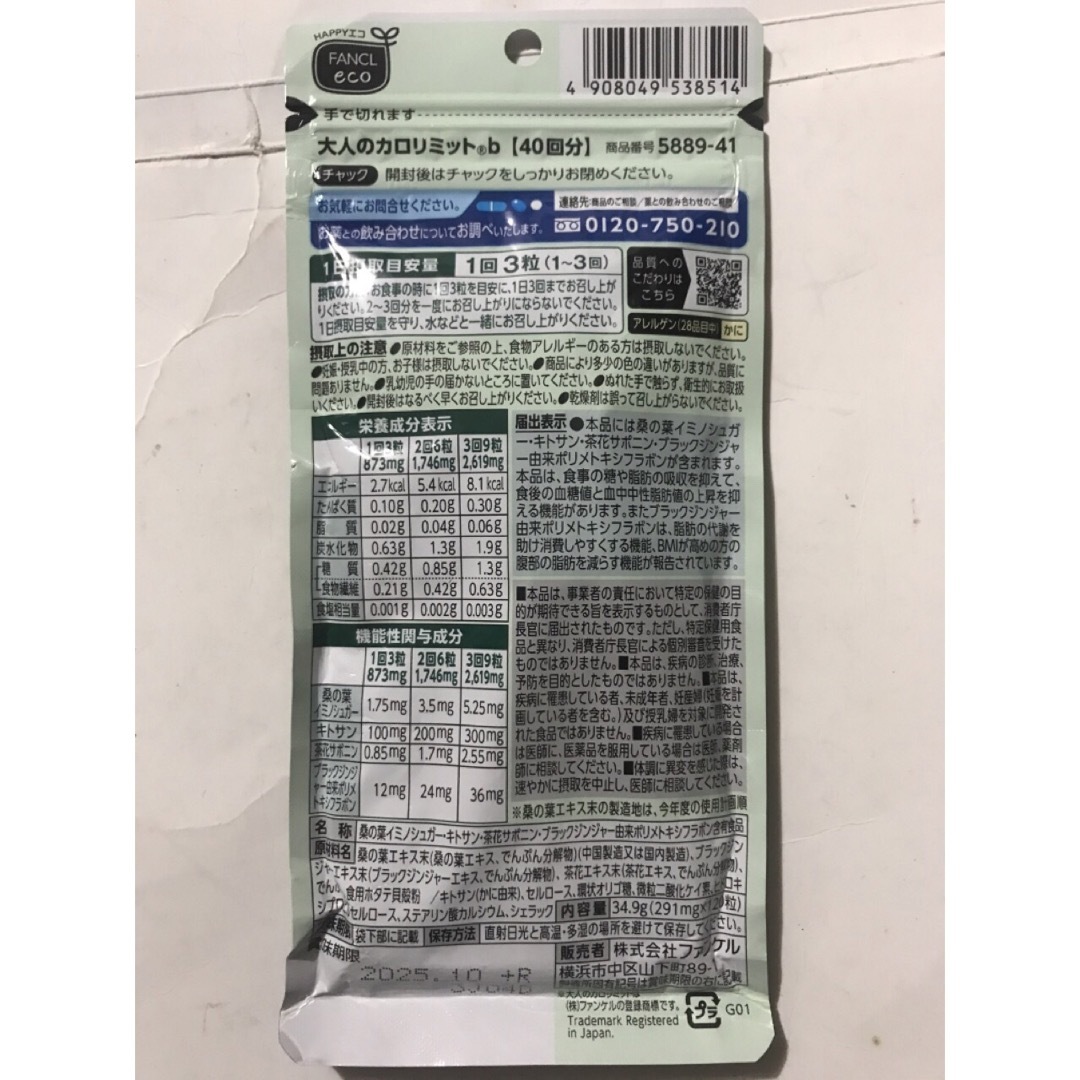 HAPPYエコ
FANCL
eco
4 908049 538514
手で切れます
大人のカロリミット®b【40回分】 商品番号 5889-41
チャック 開封後はチャックをしっかりお閉めください。
お気軽にお問合せください。
お薬との飲み合わせについてお調べいたします。
連絡先:商品のご相談/薬との飲み合わせのご相談
0120-750-210
1日 取目安量 1回3粒(1~3回)
お食事の時に1回3粒を目安に、1日3回までお召し上が
りください。2~3回分を一度にお召し上がりにならないでください。
1日摂取目安量を守り、水などと一緒にお召し上がりください。
品質への
こだわりは
こちら
アレルゲン(28品目中) かに
摂取上の注意 ●原材料をご参照の上、食物アレルギーのある方は摂取しないでください。
●妊娠・授乳中の方、お子様は摂取しないでください。●商品により多少の色の違いがありますが、品質に
問題ありません。●乳幼児の手の届かないところに置いてください。●ぬれた手で触らず、衛生的にお取扱
いください。●開封後はなるべく早くお召し上がりください。●乾燥剤は誤って召し上がらないでください。
栄養成分表示
1回3粒 2回6粒 3回9粒
873mg 1,746mg 2,619mg
エネルギー 2.7kcal 5.4kcal 8.1kcal
たんぱく質 0.10g 0.20g 0.30g
脂質 0.02g 0.04g 0.06g
炭水化物 0.63g 1.3g 1.9g
糖質 0.42g 0.85g 1.3g
食物繊維 0.21g 0.42g 0.63g
食塩相当量 0.001g 0.002g 0.003g
機能性関与成分
1回3粒 2回6粒 3回9粒
873mg 1,746mg 2,619mg
桑の葉
イミノシュガー 1.75mg 3.5mg 5.25mg
キトサン 100mg 200mg 300mg
茶花サポニン 0.85mg 1.7mg 2.55mg
ブラックジンジ
ャー由来ポリメ
トキシフラボン 12mg 24mg 36mg
届出表示 ●本品には桑の葉イミノシュガ
ー・キトサン・茶花サポニン・ブラックジンジャ
ー由来ポリメトキシフラボンが含まれます。
本品は、食事の糖や脂肪の吸収を抑えて、
食後の血糖値と血中中性脂肪値の上昇を抑
える機能があります。またブラックジンジャー
由来ポリメトキシフラボンは、脂肪の代謝を
助け消費しやすくする機能、BMIが高めの方の
腹部の脂肪を減らす機能が報告されています。
■本品は、事業者の責任において特定の保健の目
的が期待できる旨を表示するものとして、消費者庁
長官に届出されたものです。ただし、特定保健用食
品と異なり、消費者庁長官による個別審査を受けた
ものではありません。■本品は、疾病の診断、治療、
予防を目的としたものではありません。■本品は、
疾病に罹患している者、未成年者、妊産婦(妊娠を計
画している者を含む。)及び授乳婦を対象に開発さ
れた食品ではありません。■疾病に罹患している場合
は医師に、医薬品を服用している場合は医師、薬剤
師に相談してください。■体調に異変を感じた際は、
速やかに摂取を中止し、医師に相談してください。
※桑の葉エキス末の製造地は、今年度の使用計画順
名称 桑の葉イミノシュガー・キトサン・茶花サポニン・ブラックジンジャー由来ポリメトキシフラボン含有食品
原材料名 桑の葉エキス末(桑の葉エキス、でんぷん分解物)(中国製造又は国内製造)、ブラックジン
ジャーエキス末(ブラックジンジャーエキス、でんぷん分解物)、茶花エキス末(茶花エキス、でんぷん分解物)、
でん 、食用ホタテ貝殻粉 /キトサン(かに由来)、セルロース、環状オリゴ糖、微粒二酸化ケイ素、ヒドロキ
シプロ セルロース、ステアリン酸カルシウム、シェラック 内容量 34.9g(291mg×120粒)
味期限 袋下部に記載 保存方法 直射日光と高温・多湿の場所を避けて保存してください。
味期限
販売者 株式会社ファンケル
横浜市中区山下町89-1
2025.10 +R
製造所固有記号は賞味期限の右に記載
※大人のカロリミットは
(株)ファンケルの登録商標です。
Trademark Registered
in Japan.
プラ
G01